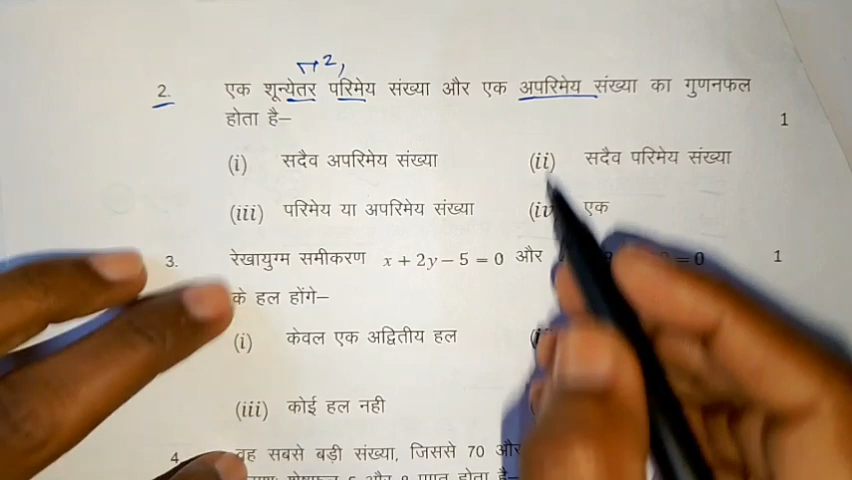 2,
2. एक शून्येतर परिमेय संख्या और एक अपरिमेय संख्या का गुणनफल
होता है– 1
(i) सदैव अपरिमेय संख्या (ii) सदैव परिमेय संख्या
(iii) परिमेय या अपरिमेय संख्या (iv) एक
3. रेखायुग्म समीकरण x + 2y – 5 = 0 और = 0 1
के हल होंगे–
(i) केवल एक अद्वितीय हल
(iii) कोई हल नही
4 वह सबसे बड़ी संख्या, जिससे 70 और